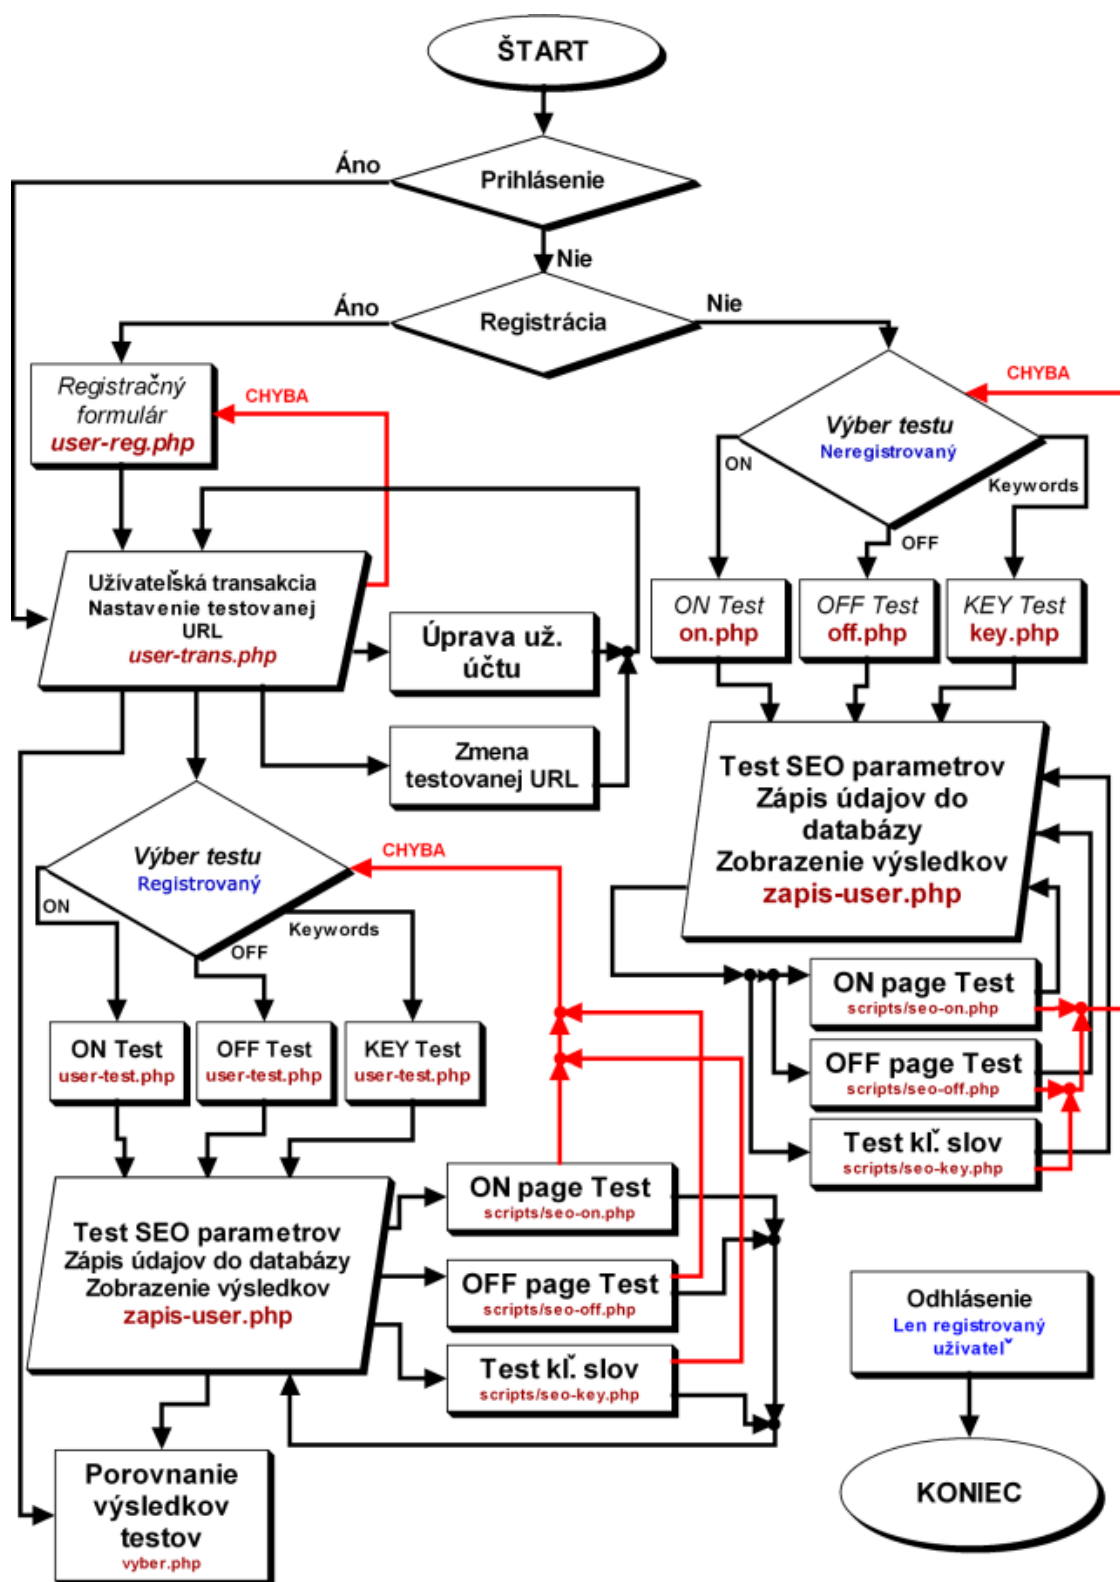 ŠTART
Áno
Prihlásenie
Nie
Áno
Registrácia
Nie
Registračný
formulár
user-reg.php
CHYBA
CHYBA
Výber testu
Neregistrovaný
ON
Keywords
OFF
Užívateľská transakcia
Nastavenie testovanej
URL
user-trans.php
Úprava už.
účtu
Zmena
testovanej URL
ON Test
on.php
OFF Test
off.php
KEY Test
key.php
Test SEO parametrov
Zápis údajov do
databázy
Zobrazenie výsledkov
zapis-user.php
Výber testu
Registrovaný
CHYBA
ON
Keywords
OFF
ON page Test
scripts/seo-on.php
OFF page Test
scripts/seo-off.php
Test kľ. slov
scripts/seo-key.php
ON Test
user-test.php
OFF Test
user-test.php
KEY Test
user-test.php
Test SEO parametrov
Zápis údajov do databázy
Zobrazenie výsledkov
zapis-user.php
ON page Test
scripts/seo-on.php
OFF page Test
scripts/seo-off.php
Test kľ. slov
scripts/seo-key.php
Odhlásenie
Len registrovaný
užívateľ
Porovnanie
výsledkov
testov
vyber.php
KONIEC